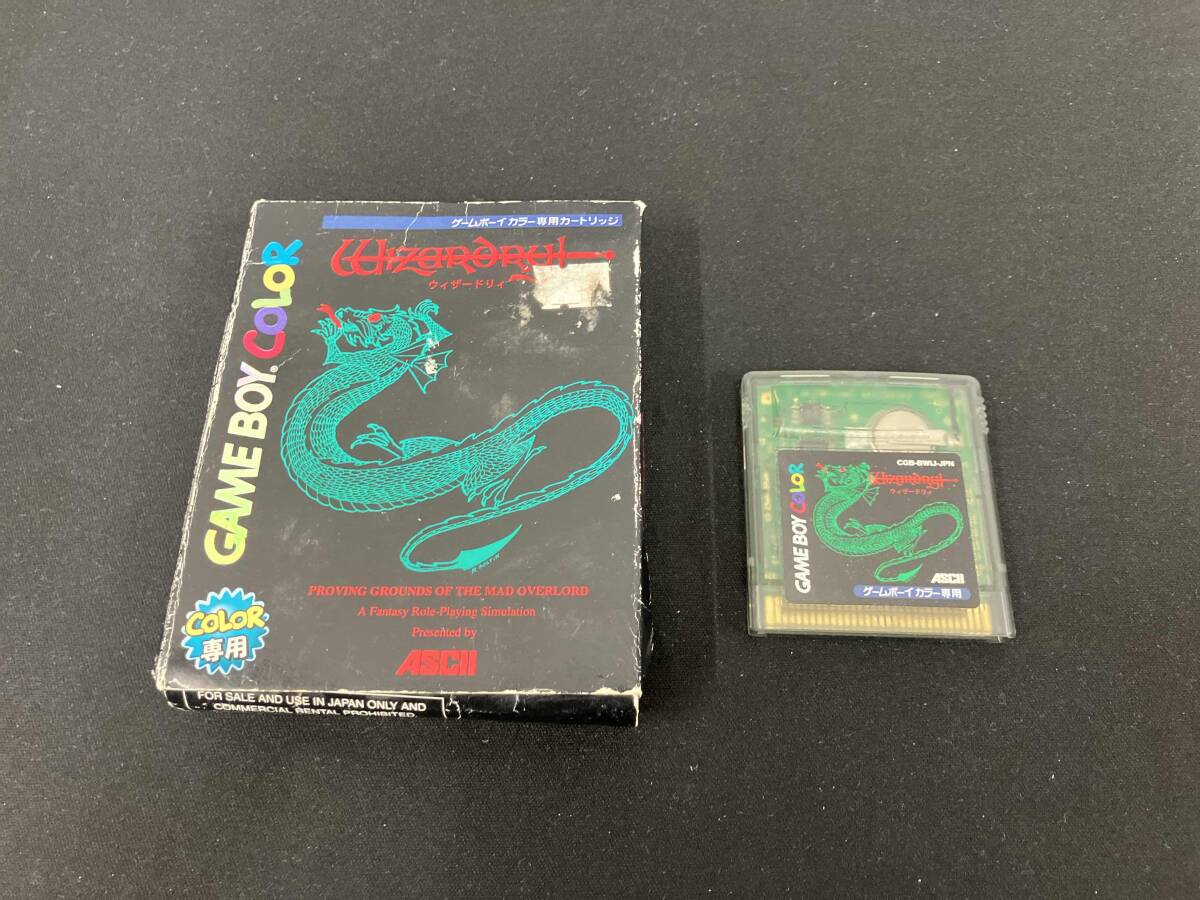 ゲームボーイカラー専用カートリッジ
Wizardry
ウィザードリィ
GAME BOY COLOR
PROVING GROUNDS OF THE MAD OVERLORD
A Fantasy Role-Playing Simulation
Presented by
ASCII
COLOR
専用
FOR SALE AND USE IN JAPAN ONLY AND
COMMERCIAL RENTAL PROHIBITED.
CGB-BWIJ-JPN
Wizardry
ウィザードリィ
GAME BOY COLOR
ASCII
ゲームボーイカラー専用